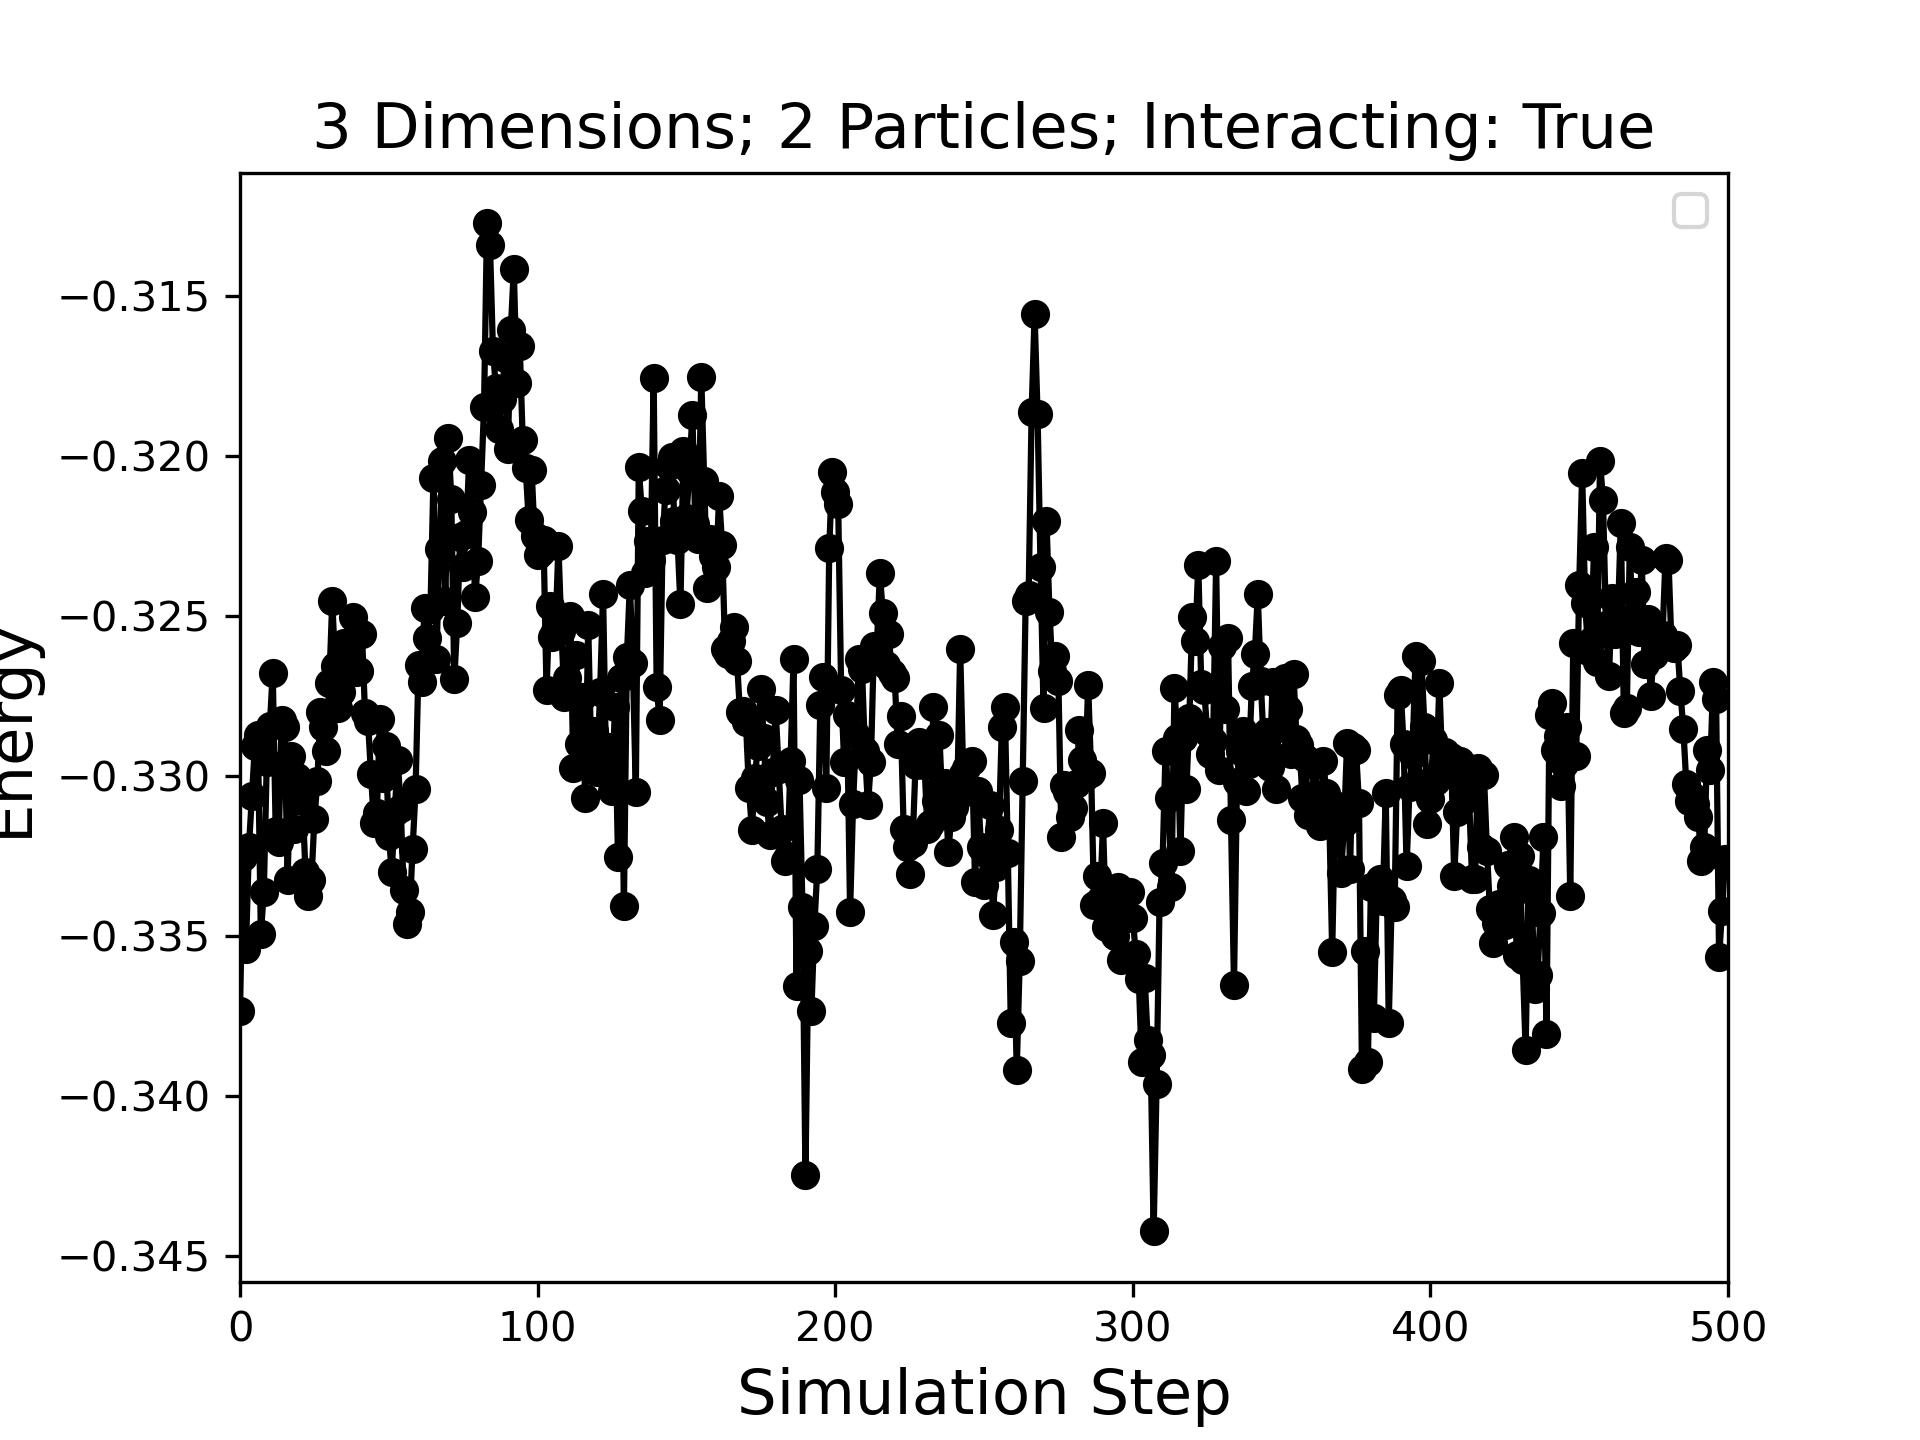 3 Dimensions; 2 Particles; Interacting: True
Energy
−0.315
−0.320
−0.325
−0.330
−0.335
−0.340
−0.345
0 100 200 300 400 500
Simulation Step